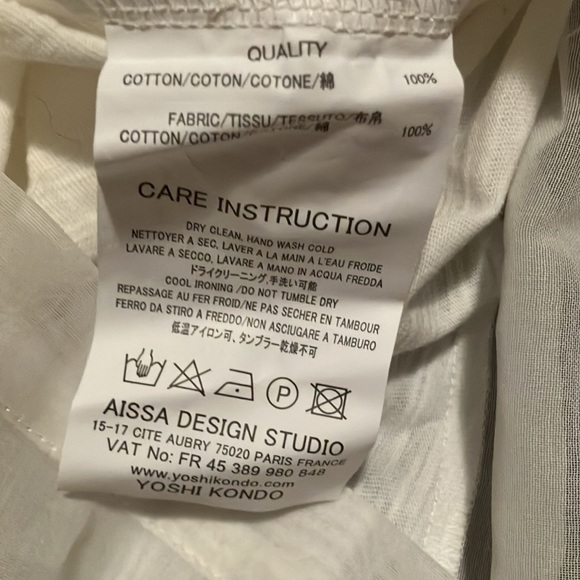 QUALITY
COTTON/COTON/COTONE/綿 100%
FABRIC/TISSU/TESSUTO/布帛
COTTON/COTON/COTONE/綿 100%
CARE INSTRUCTION
DRY CLEAN, HAND WASH COLD
NETTOYER A SEC, LAVER A LA MAIN A L'EAU FROIDE
LAVARE A SECCO, LAVARE A MANO IN ACQUA FREDDA
ドライクリーニング,手洗い可能
COOL IRONING /DO NOT TUMBLE DRY
REPASSAGE AU FER FROID/NE PAS SECHER EN TAMBOUR
FERRO DA STIRO A FREDDO/NON ASCIUGARE A TAMBURO
低温アイロン可、タンブラー乾燥不可
P
AISSA DESIGN STUDIO
15-17 CITE AUBRY 75020 PARIS FRANCE
VAT No: FR 45 389 980 848
www.yoshikondo.com
YOSHI KONDO